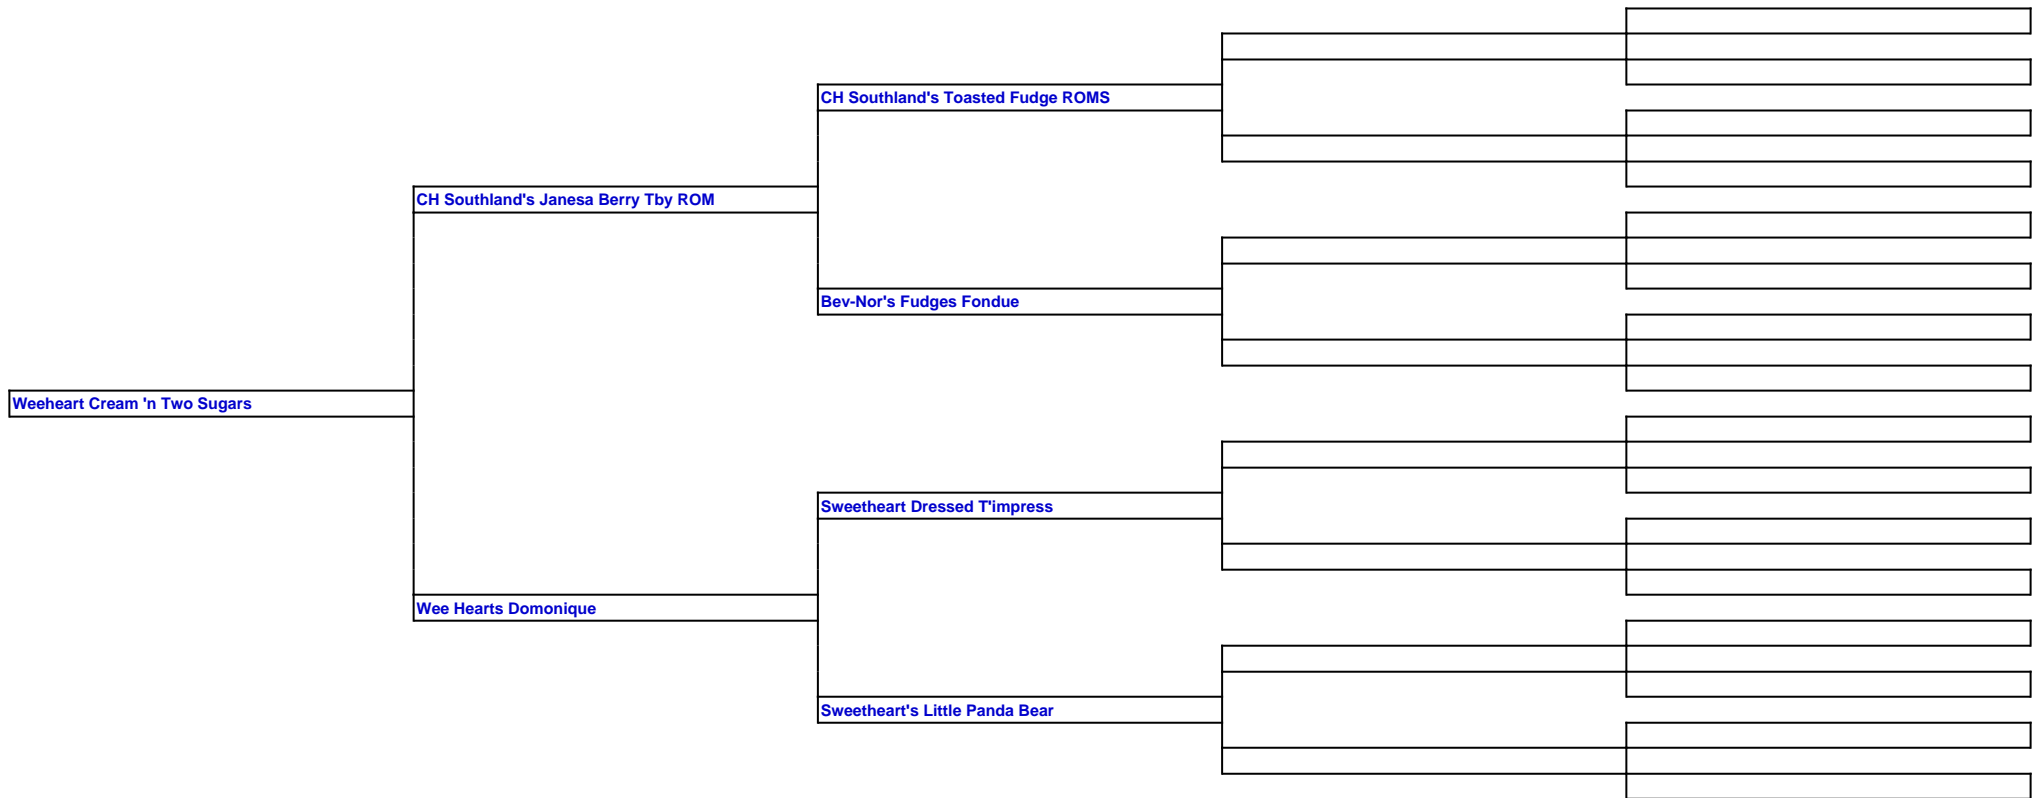 CH Southland's Toasted Fudge ROMS
CH Southland's Janesa Berry Tby ROM
Bev-Nor's Fudges Fondue
Weeheart Cream 'n Two Sugars
Sweetheart Dressed T'impress
Wee Hearts Domonique
Sweetheart's Little Panda Bear